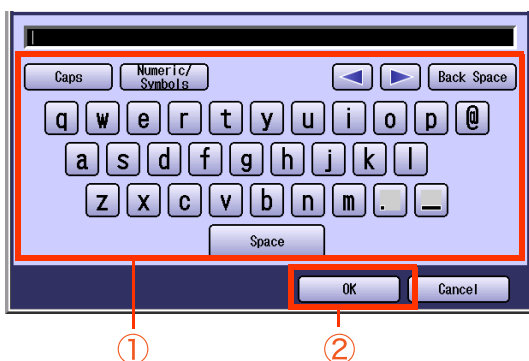 Caps Numeric/ Symbols Back Space
q w e r t y u i o p @
a s d f g h j k l
z x c v b n m . _
Space
OK Cancel
① ②